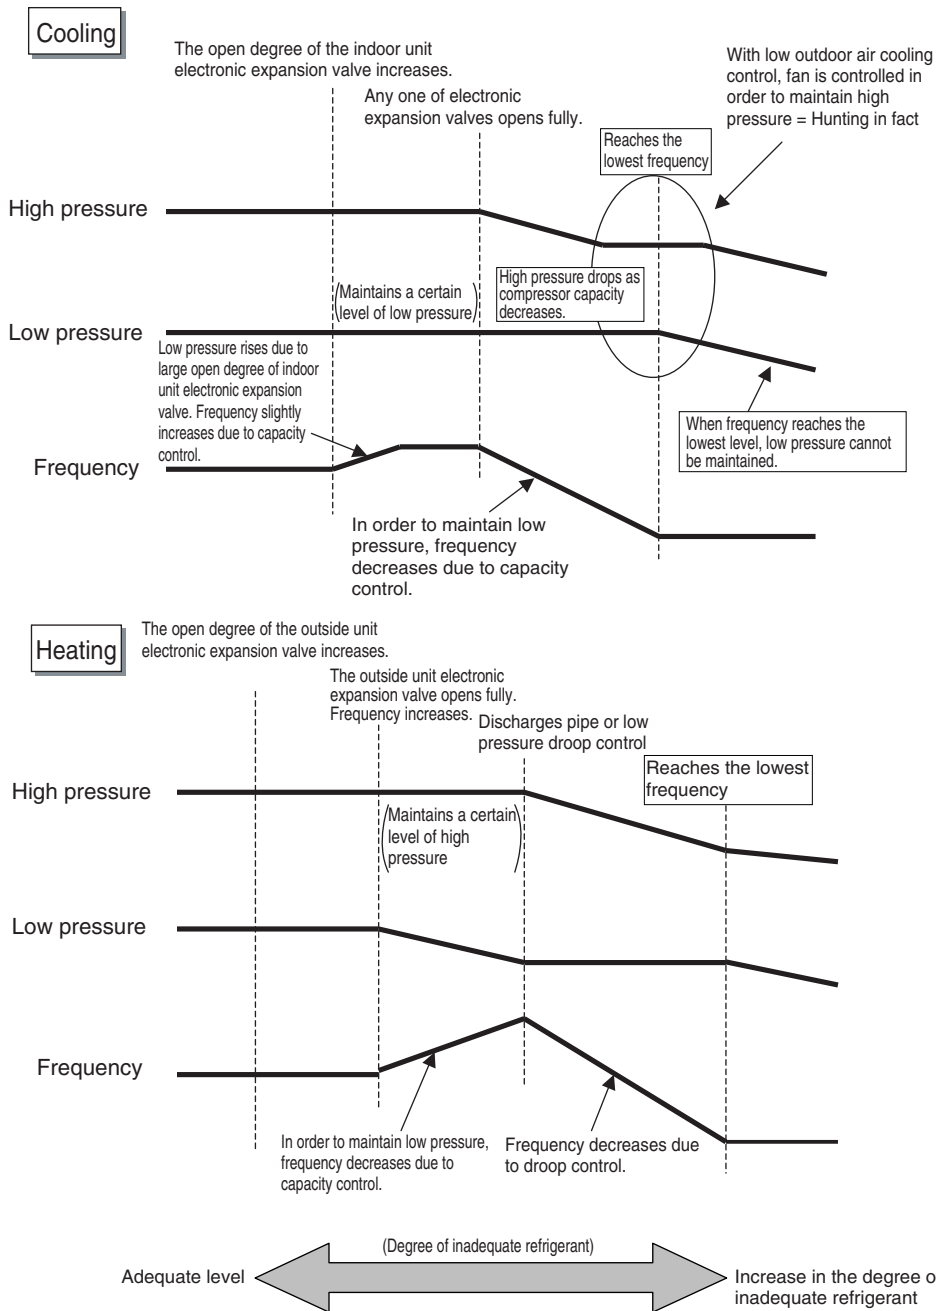 Cooling
The open degree of the indoor unit
electronic expansion valve increases.
Any one of electronic
expansion valves opens fully.
With low outdoor air cooling
control, fan is controlled in
order to maintain high
pressure = Hunting in fact
Reaches the
lowest frequency
High pressure
(Maintains a certain
level of low pressure)
High pressure drops as
compressor capacity
decreases.
Low pressure
Low pressure rises due to
large open degree of indoor
unit electronic expansion
valve. Frequency slightly
increases due to capacity
control.
When frequency reaches the
lowest level, low pressure cannot
be maintained.
Frequency
In order to maintain low
pressure, frequency
decreases due to capacity
control.
Heating
The open degree of the outside unit
electronic expansion valve increases.
The outside unit electronic
expansion valve opens fully.
Frequency increases.
Discharges pipe or low
pressure droop control
Reaches the lowest
frequency
High pressure
(Maintains a certain
level of high
pressure)
Low pressure
Frequency
In order to maintain low pressure,
frequency decreases due to
capacity control.
Frequency decreases due
to droop control.
(Degree of inadequate refrigerant)
Adequate level
Increase in the degree o
inadequate refrigerant